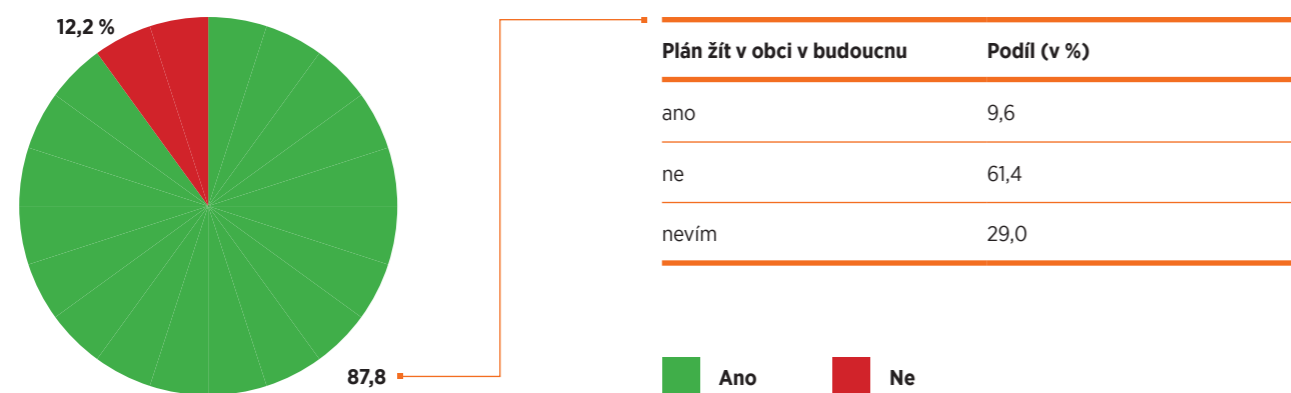 12,2 %
87,8
Plán žít v obci v budoucnu Podíl (v %)
ano 9,6
ne 61,4
nevím 29,0
Ano Ne